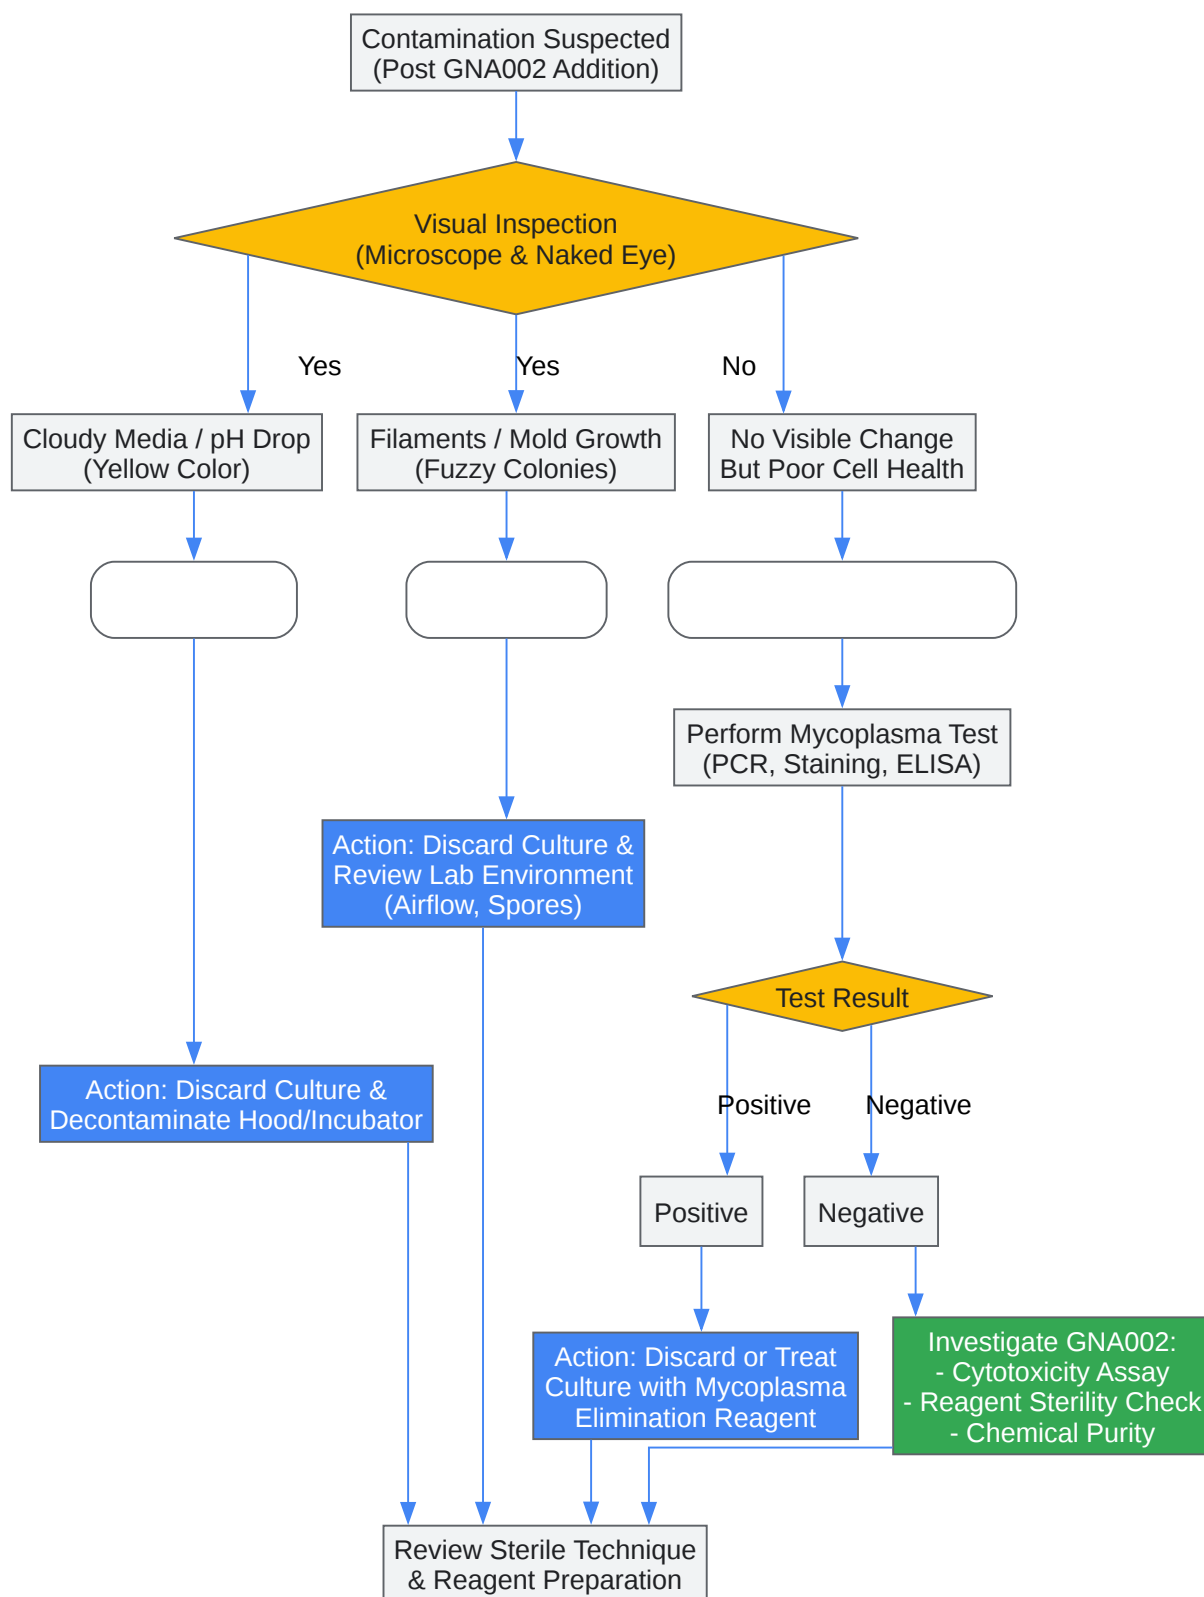 Contamination Suspected
(Post GNA002 Addition)
Visual Inspection
(Microscope & Naked Eye)
Yes
Yes
No
Cloudy Media / pH Drop
(Yellow Color)
Filaments / Mold Growth
(Fuzzy Colonies)
No Visible Change
But Poor Cell Health
Perform Mycoplasma Test
(PCR, Staining, ELISA)
Action: Discard Culture &
Review Lab Environment
(Airflow, Spores)
Test Result
Action: Discard Culture &
Decontaminate Hood/Incubator
Positive
Negative
Positive
Negative
Action: Discard or Treat
Culture with Mycoplasma
Elimination Reagent
Investigate GNA002:
- Cytotoxicity Assay
- Reagent Sterility Check
- Chemical Purity
Review Sterile Technique
& Reagent Preparation